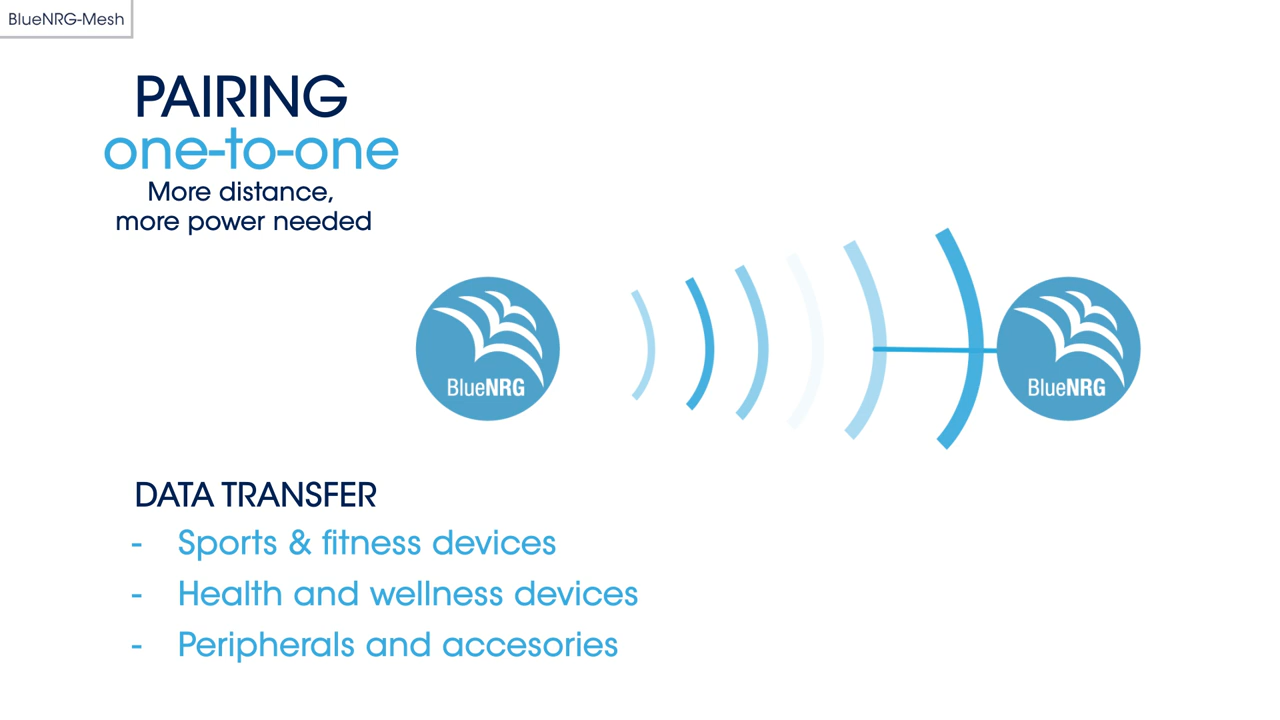 BlueNRG-Mesh
PAIRING
one-to-one
More distance,
more power needed
BlueNRG
BlueNRG
DATA TRANSFER
- Sports & fitness devices
- Health and wellness devices
- Peripherals and accesories